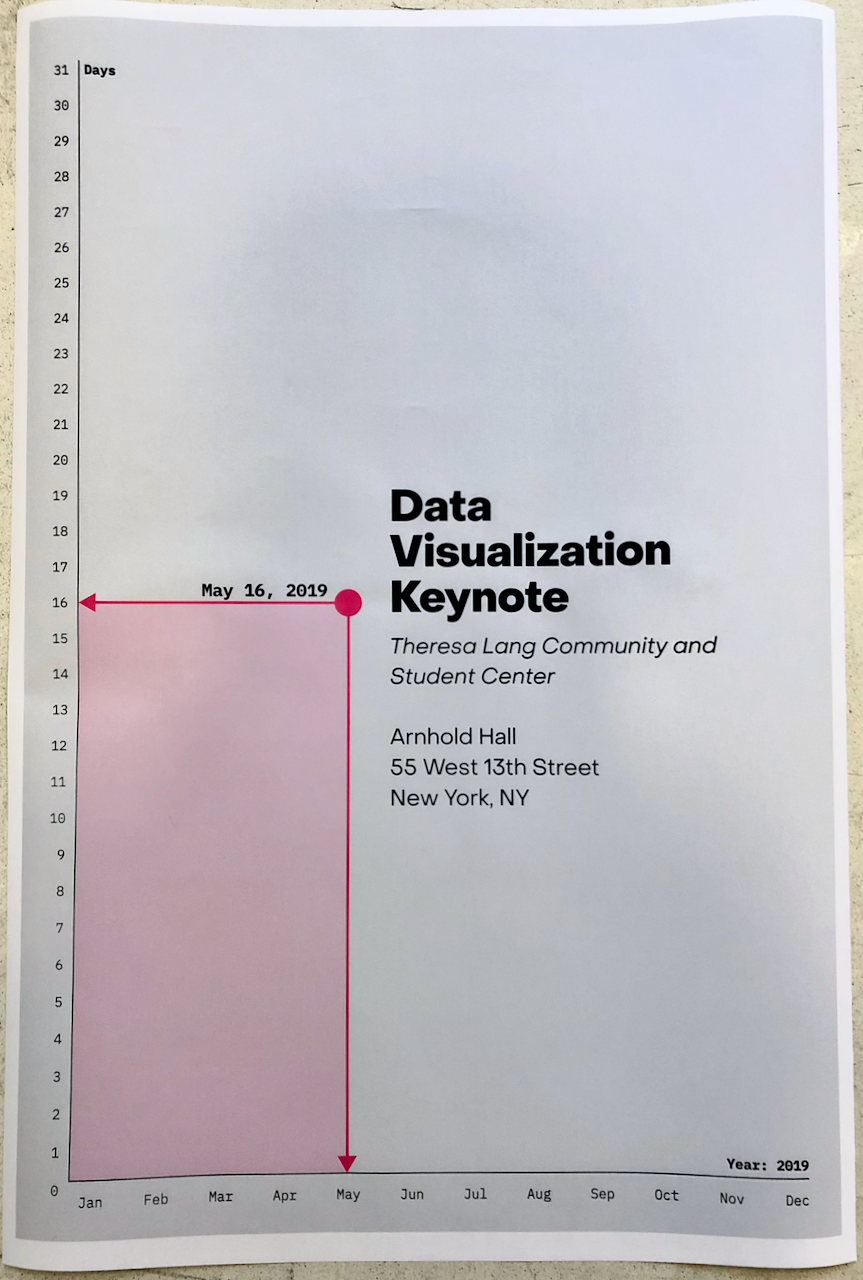 31 Days
30
29
28
27
26
25
24
23
22
21
20
19
18
17
16
15
14
13
12
11
10
9
8
7
6
5
4
3
2
1
0
May 16, 2019
Data
Visualization
Keynote
Theresa Lang Community and
Student Center
Arnhold Hall
55 West 13th Street
New York, NY
Year: 2019
Jan Feb Mar Apr May Jun Jul Aug Sep Oct Nov Dec